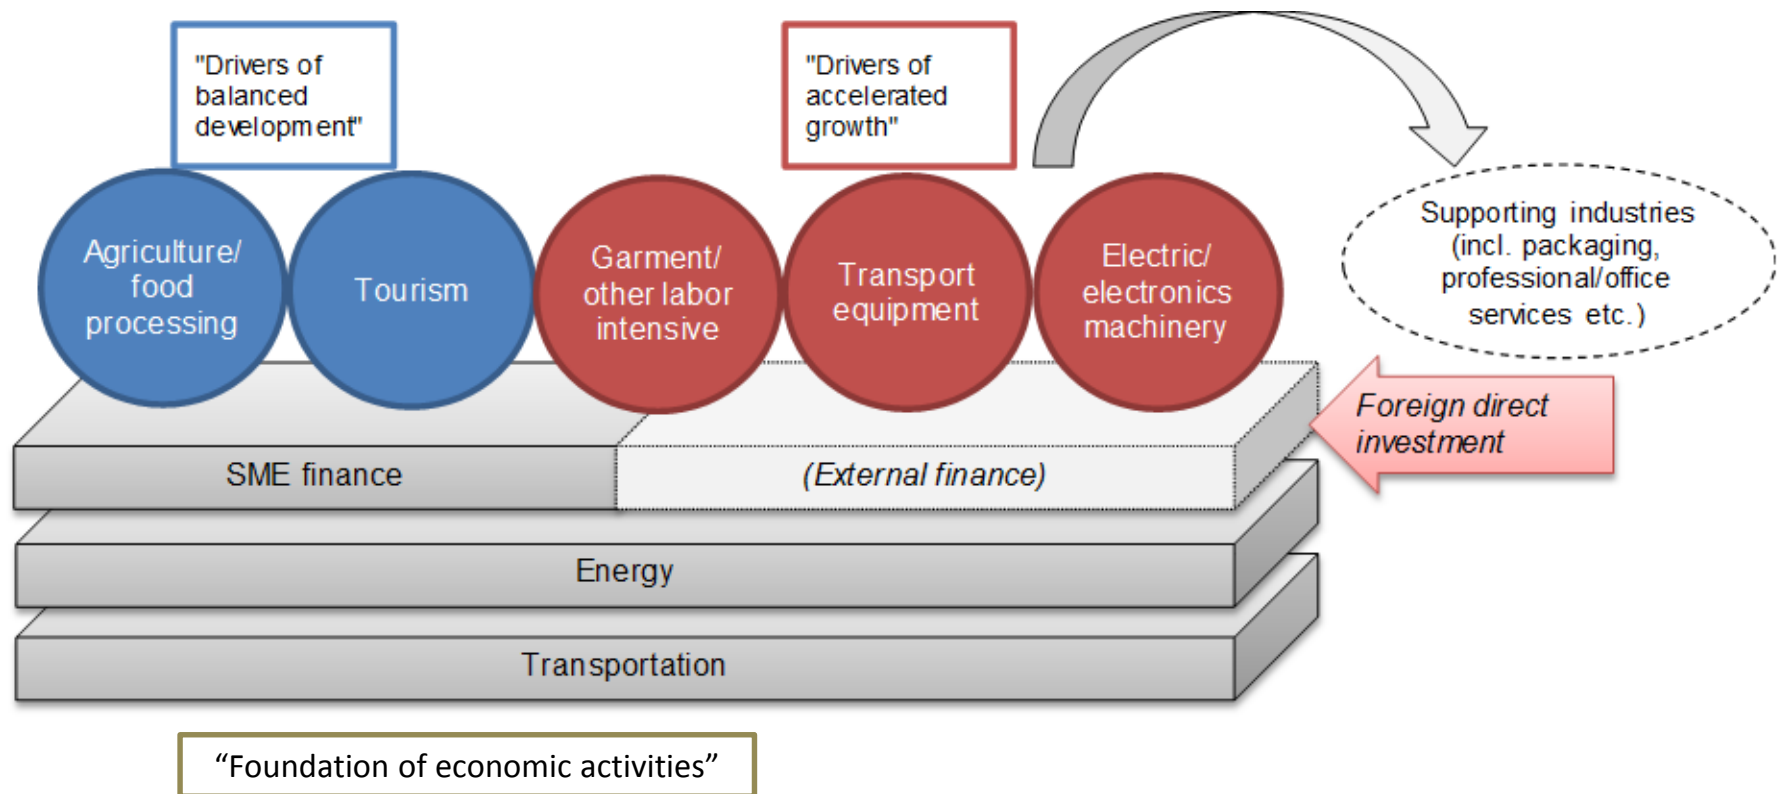 "Drivers of
balanced
development"
"Drivers of
accelerated
growth"
Agriculture/
food
processing
Tourism
Garment/
other labor
intensive
Transport
equipment
Electric/
electronics
machinery
Supporting industries
(incl. packaging,
professional/office
services etc.)
Foreign direct
investment
SME finance
(External finance)
Energy
Transportation
“Foundation of economic activities”